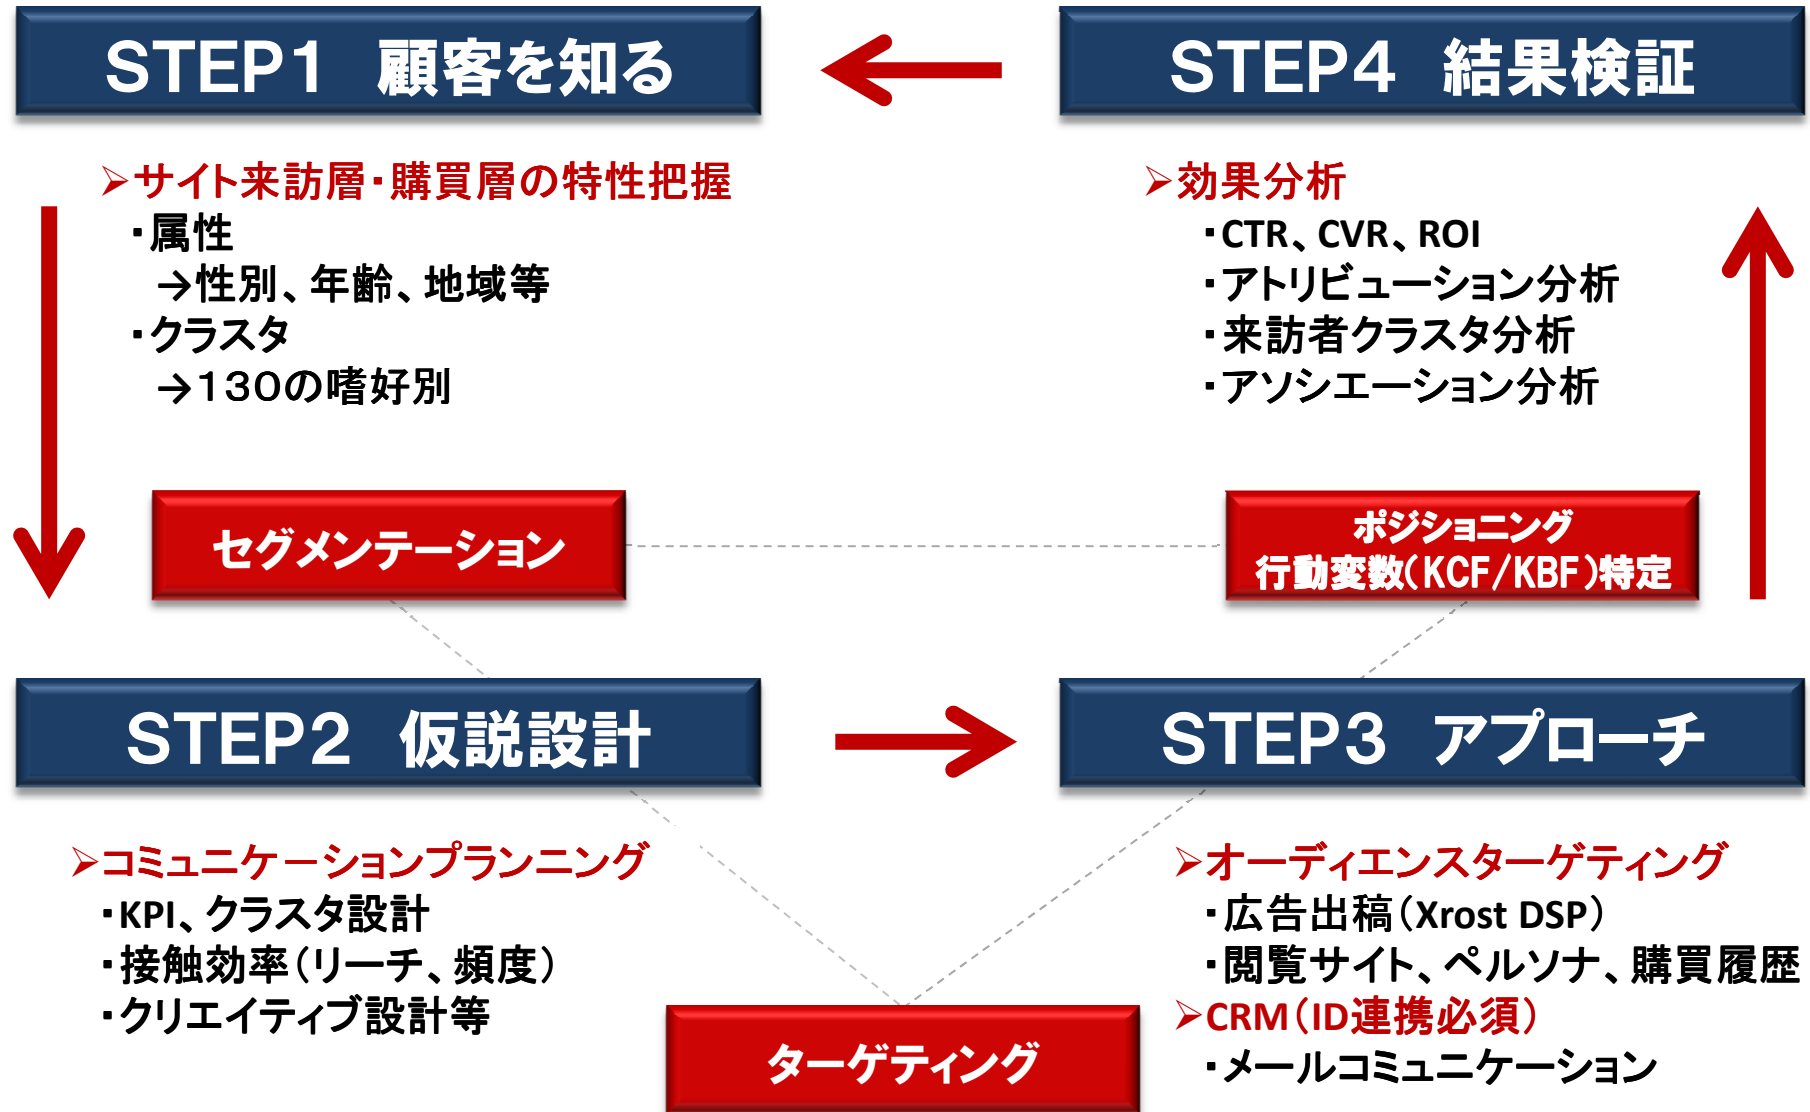 STEP1　顧客を知る
➢サイト来訪層・購買層の特性把握
・属性
→性別、年齢、地域等
・クラスタ
→１３０の嗜好別
STEP４　結果検証
➢効果分析
・CTR、CVR、ROI
・アトリビューション分析
・来訪者クラスタ分析
・アソシエーション分析
セグメンテーション
ポジショニング
行動変数（KCF/KBF）特定
STEP２　仮説設計
➢コミュニケーションプランニング
・KPI、クラスタ設計
・接触効率（リーチ、頻度）
・クリエイティブ設計等
STEP３　アプローチ
➢オーディエンスターゲティング
・広告出稿（Xrost DSP）
・閲覧サイト、ペルソナ、購買履歴
➢CRM（ID連携必須）
・メールコミュニケーション
ターゲティング